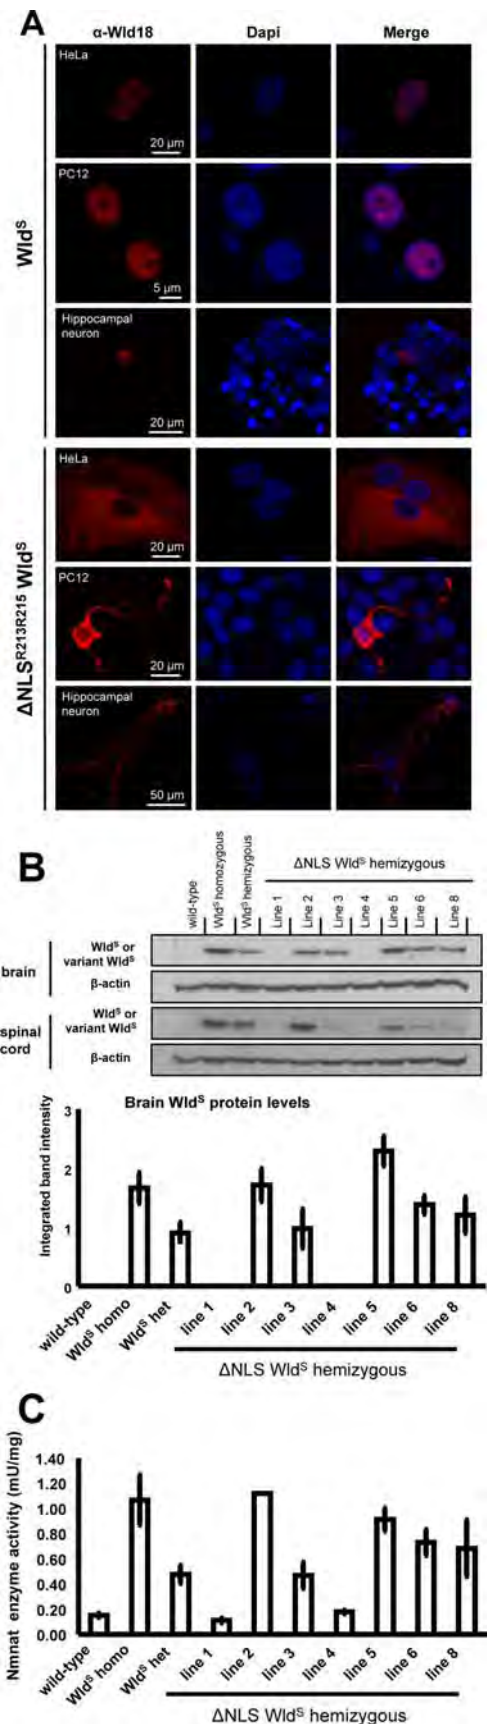 A
α-Wld18 Dapi Merge
Wldˢ
HeLa
20 µm
PC12
5 µm
Hippocampal
neuron
20 µm
ΔNLSᴿ²¹³ᴿ²¹⁵ Wldˢ
HeLa
20 µm
PC12
20 µm
Hippocampal
neuron
50 µm
B
wild-type
Wldˢ homozygous
Wldˢ hemizygous
ΔNLS Wldˢ hemizygous
Line 1
Line 2
Line 3
Line 4
Line 5
Line 6
Line 8
brain
Wldˢ or
variant Wldˢ
β-actin
spinal
cord
Wldˢ or
variant Wldˢ
β-actin
Brain Wldˢ protein levels
Integrated band intensity
3
2
1
0
wild-type
Wldˢ homo
Wldˢ het
line 1
line 2
line 3
line 4
line 5
line 6
line 8
ΔNLS Wldˢ hemizygous
C
Nmnat enzyme activity (mU/mg)
1.40
1.20
1.00
0.80
0.60
0.40
0.20
0.00
wild-type
Wldˢ homo
Wldˢ het
line 1
line 2
line 3
line 4
line 5
line 6
line 8
ΔNLS Wldˢ hemizygous